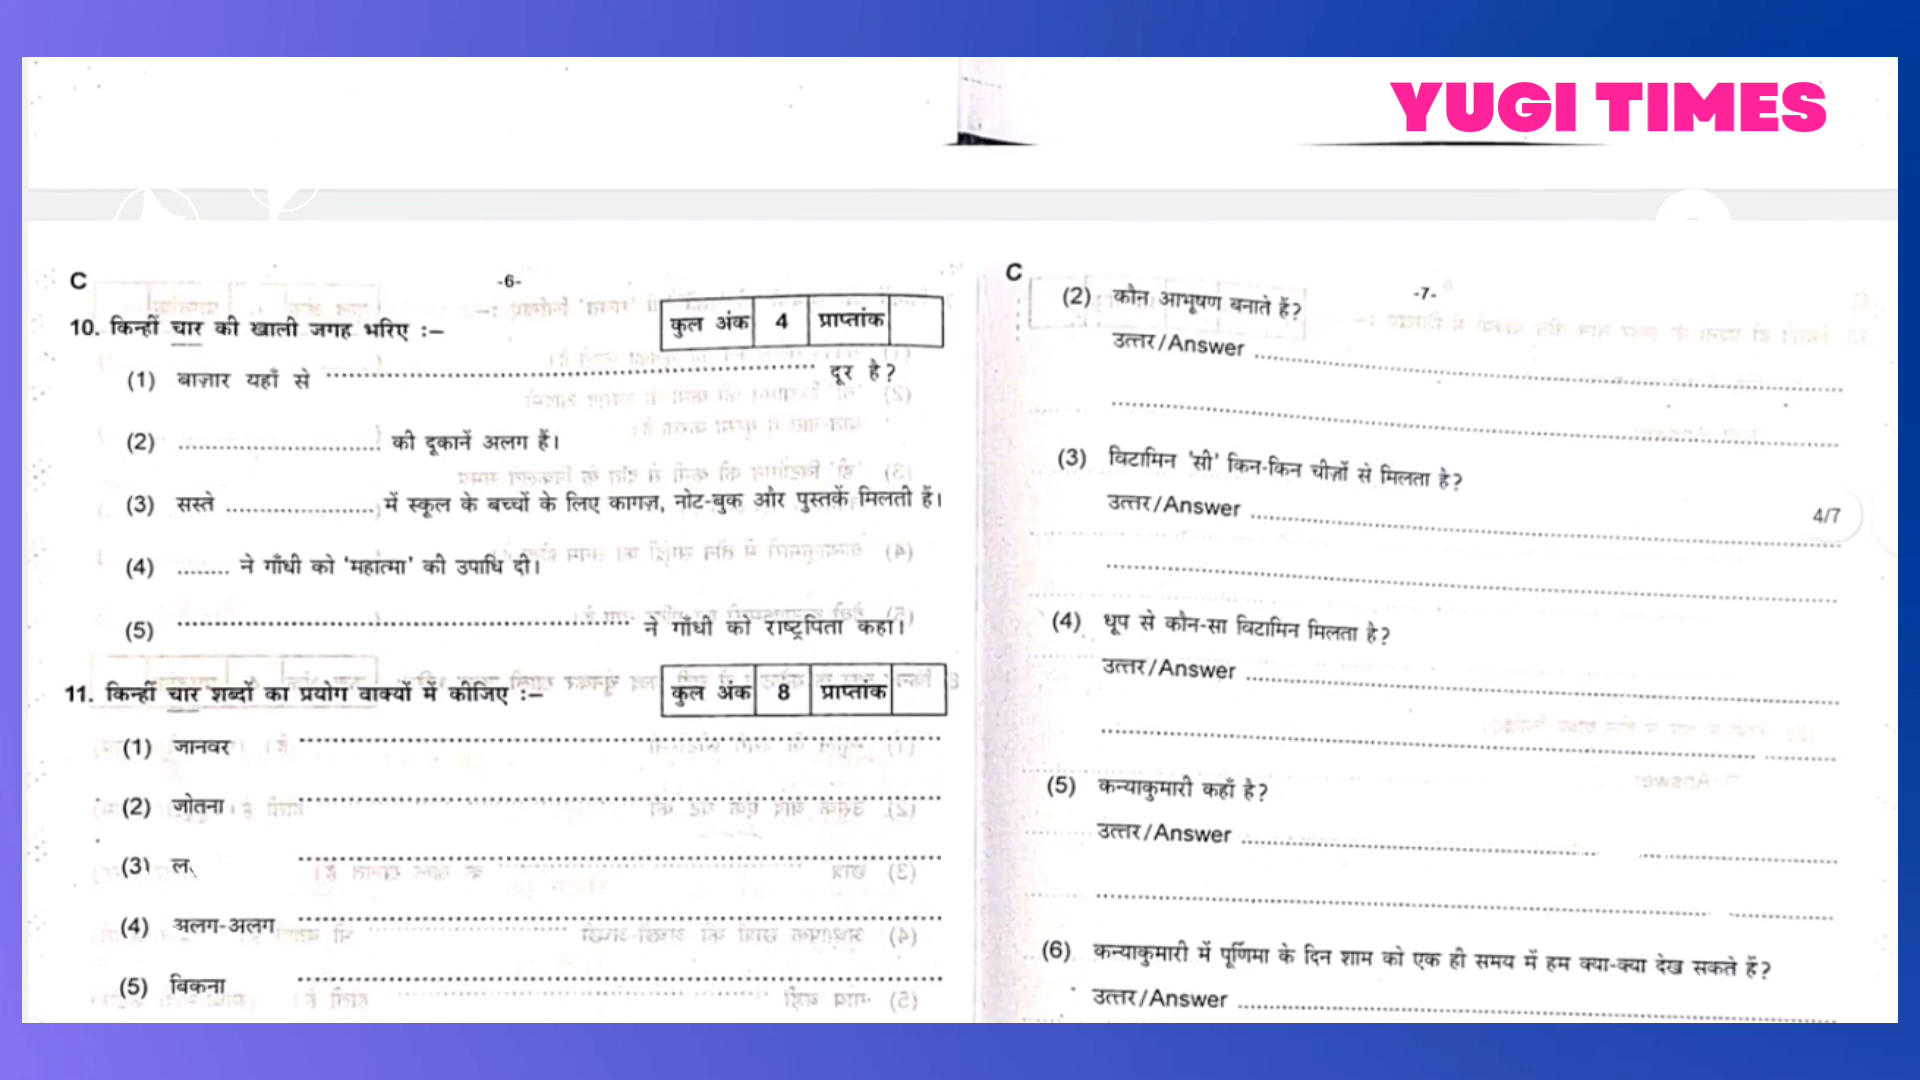 YUGI TIMES
C
-6-
10. किन्हीं चार की खाली जगह भरिए :–
कुल अंक 4 प्राप्तांक
(1) बाज़ार यहाँ से ........................ दूर है?
(2) ........................ की दूकानें अलग हैं।
(3) सस्ते ........................ में स्कूल के बच्चों के लिए कागज़, नोट-बुक और पुस्तकें मिलती हैं।
(4) ......... ने गाँधी को 'महात्मा' की उपाधि दी।
(5) ........................ ने गाँधी को राष्ट्रपिता कहा।
11. किन्हीं चार शब्दों का प्रयोग वाक्यों में कीजिए :–
कुल अंक 8 प्राप्तांक
(1) जानवर ........................
(2) जोतना ........................
(3) ........................
(4) अलग-अलग ........................
(5) बिकना ........................
C
-7-
(2) कौन आभूषण बनाते हैं?
उत्तर/Answer ........................
(3) विटामिन 'सी' किन-किन चीज़ों से मिलता है?
उत्तर/Answer ........................
4/7
(4) धूप से कौन-सा विटामिन मिलता है?
उत्तर/Answer ........................
(5) कन्याकुमारी कहाँ है?
उत्तर/Answer ........................
(6) कन्याकुमारी में पूर्णिमा के दिन शाम को एक ही समय में हम क्या-क्या देख सकते हैं?
उत्तर/Answer ........................